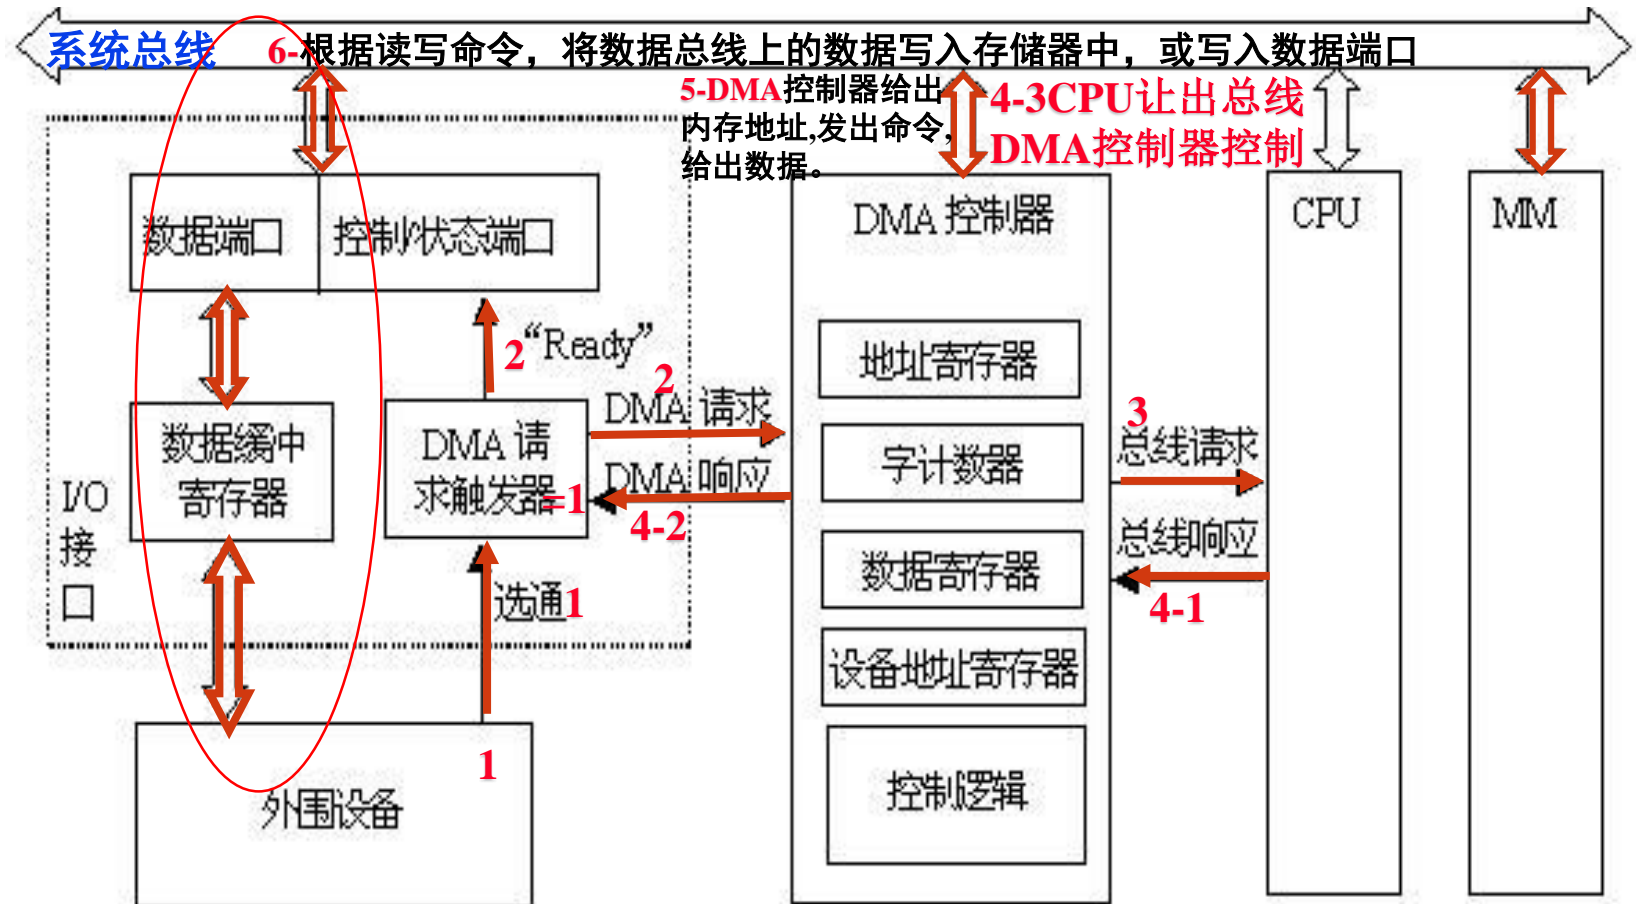 系统总线 6-根据读写命令，将数据总线上的数据写入存储器中，或写入数据端口
5-DMA控制器给出
内存地址,发出命令,
给出数据。
4-3CPU让出总线
DMA控制器控制
数据端口
控制/状态端口
DMA 控制器
CPU
MM
2 “Ready”
地址寄存器
2
DMA 请求
数据缓冲
寄存器
DMA 请
求触发器=1
DMA 响应
4-2
字计数器
3
总线请求
总线响应
4-1
I/O
接
口
数据寄存器
选通1
设备地址寄存器
1
控制逻辑
外围设备